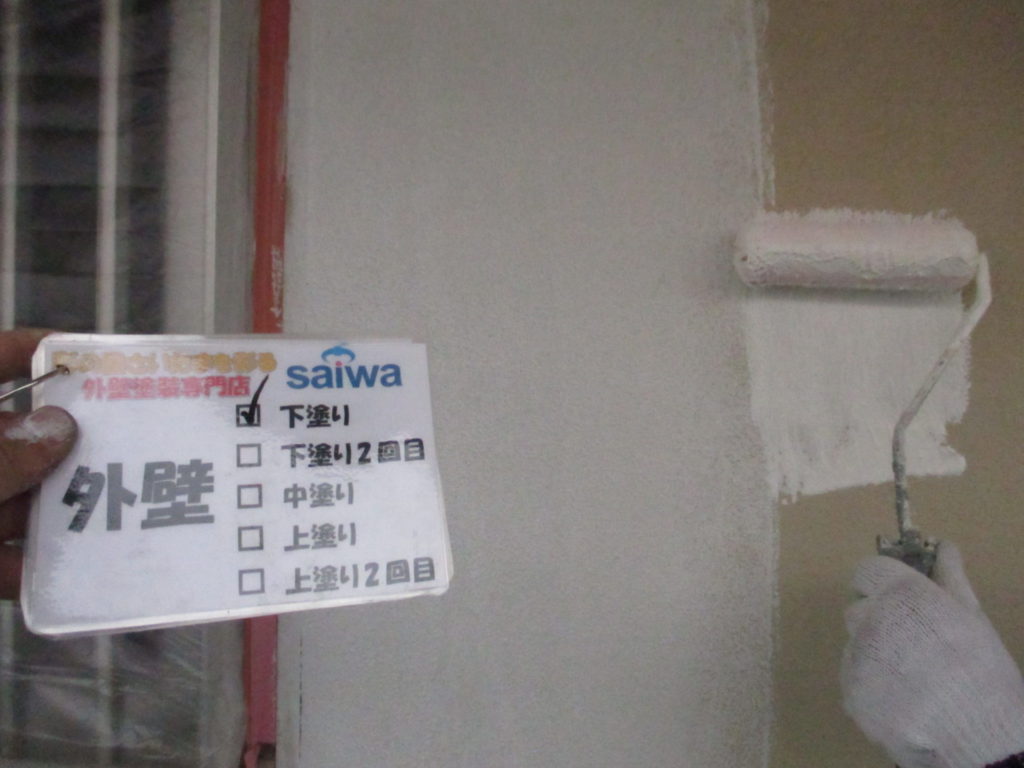 外壁塗装専門店
saiwa
外壁
下塗り
下塗り2回目
中塗り
上塗り
上塗り2回目